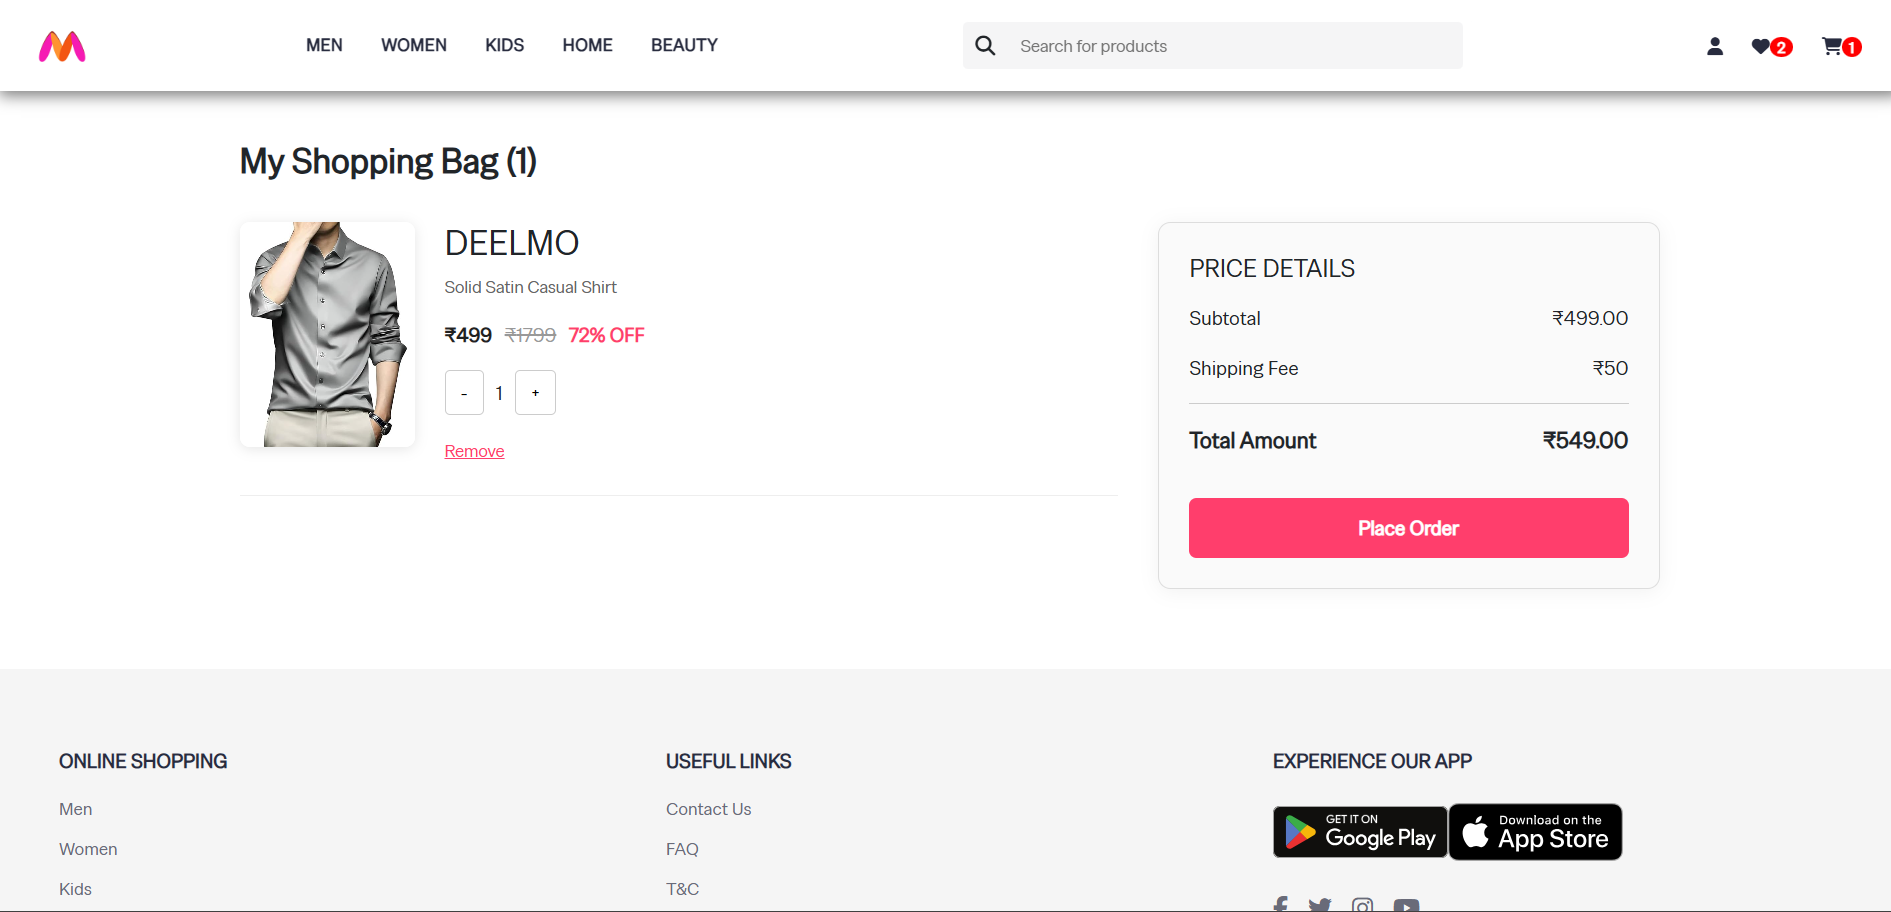 MEN WOMEN KIDS HOME BEAUTY Search for products 2 1
My Shopping Bag (1)
DEELMO
Solid Satin Casual Shirt
₹499 ₹1799 72% OFF
- 1 +
Remove
PRICE DETAILS
Subtotal ₹499.00
Shipping Fee ₹50
Total Amount ₹549.00
Place Order
ONLINE SHOPPING
Men
Women
Kids
USEFUL LINKS
Contact Us
FAQ
T&C
EXPERIENCE OUR APP
GET IT ON
Google Play
Download on the
App Store